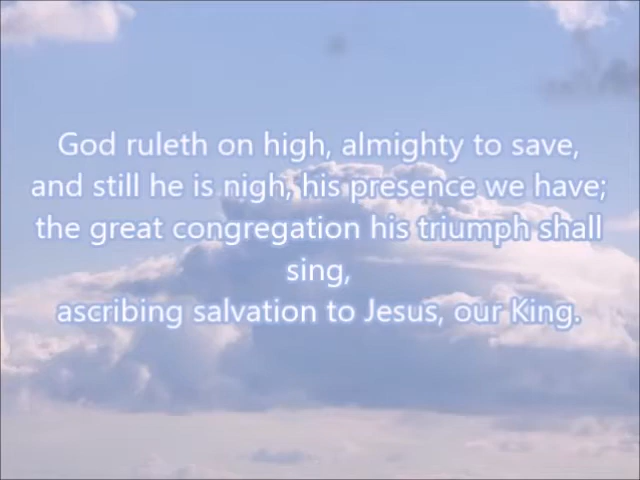 God ruleth on high, almighty to save,
and still he is nigh, his presence we have;
the great congregation his triumph shall
sing,
ascribing salvation to Jesus, our King.